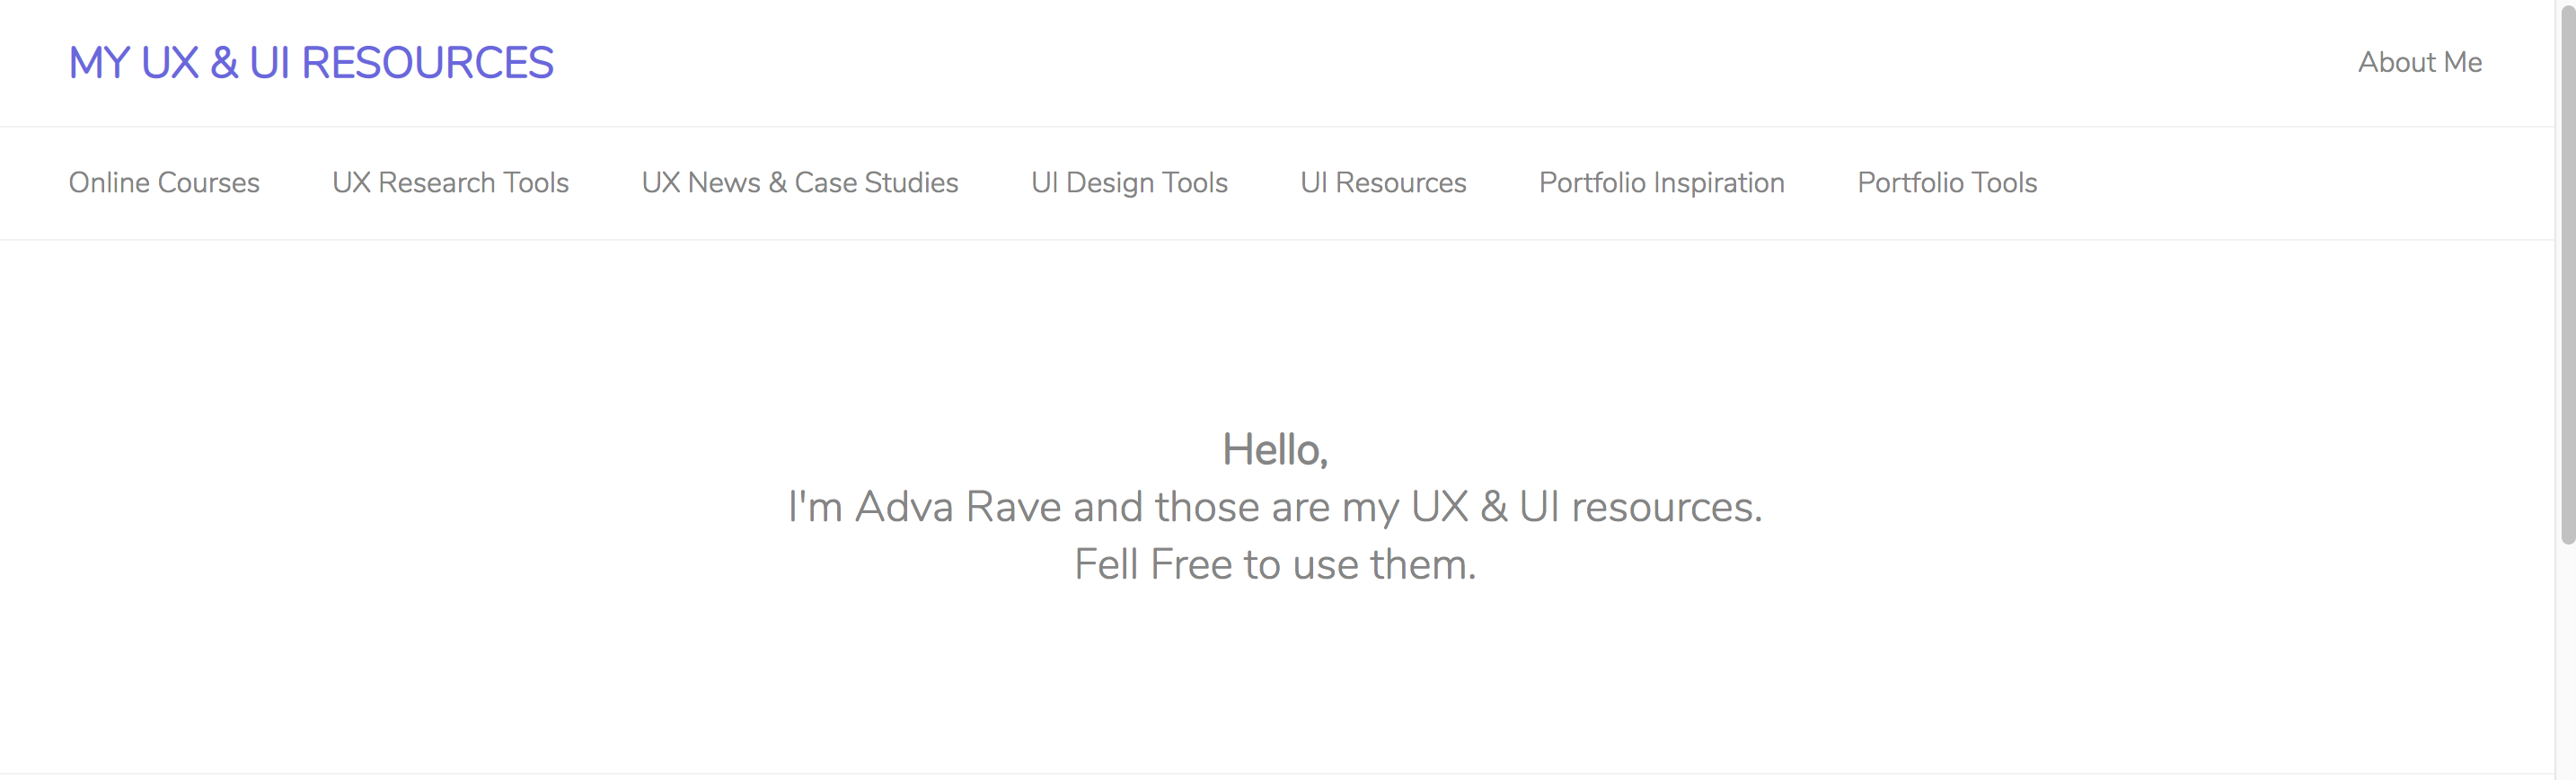 MY UX & UI RESOURCES
About Me
Online Courses
UX Research Tools
UX News & Case Studies
UI Design Tools
UI Resources
Portfolio Inspiration
Portfolio Tools
Hello,
I'm Adva Rave and those are my UX & UI resources.
Fell Free to use them.